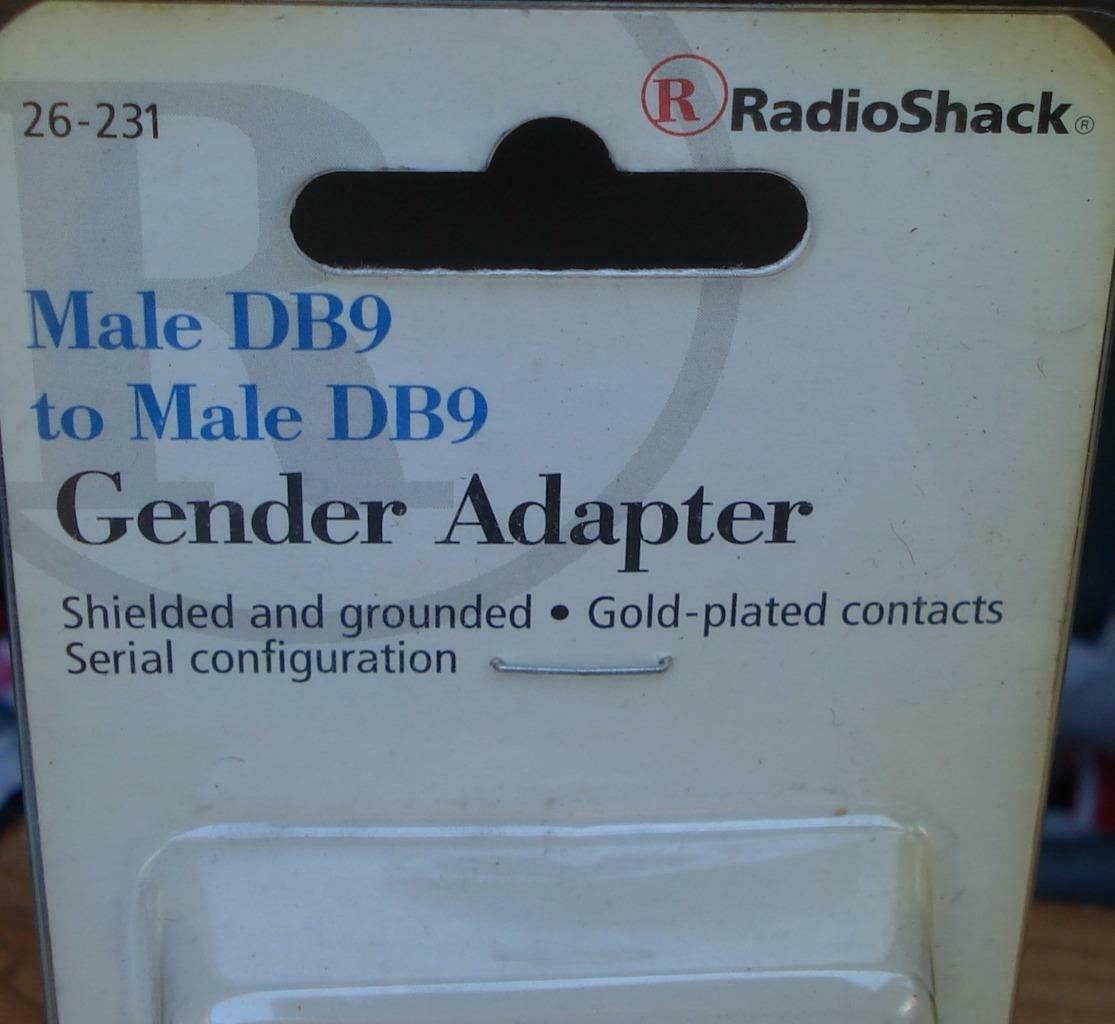 26-231
R RadioShack®
Male DB9
to Male DB9
Gender Adapter
Shielded and grounded • Gold-plated contacts
Serial configuration